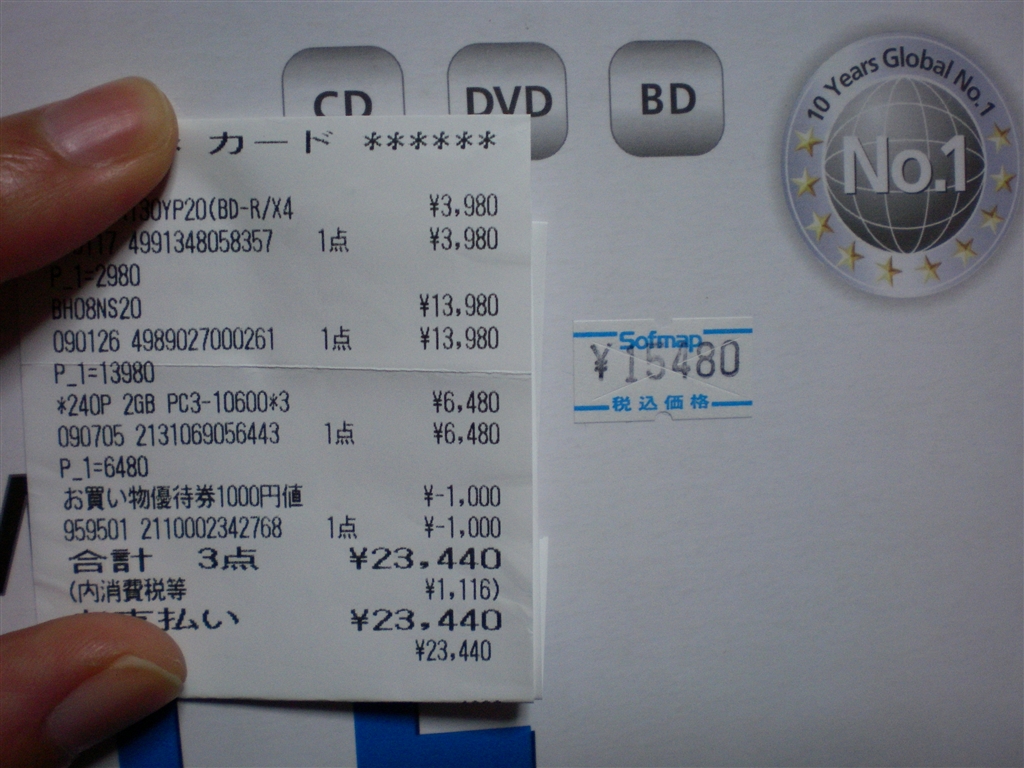 CD DVD BD
10 Years Global No.1
No.1
カード ******
130YP20(BD-R/X4 ¥3,980
4991348058357 1点 ¥3,980
P_1=2980
BH08NS20 ¥13,980
090126 4989027000261 1点 ¥13,980
P_1=13980
*240P 2GB PC3-10600*3 ¥6,480
090705 2131069056443 1点 ¥6,480
P_1=6480
お買い物優待券1000円値 ¥-1,000
959501 2110002342768 1点 ¥-1,000
合計 3点 ¥23,440
(内消費税等 ¥1,116)
支払い ¥23,440
¥23,440
Sofmap
¥15480
税込価格